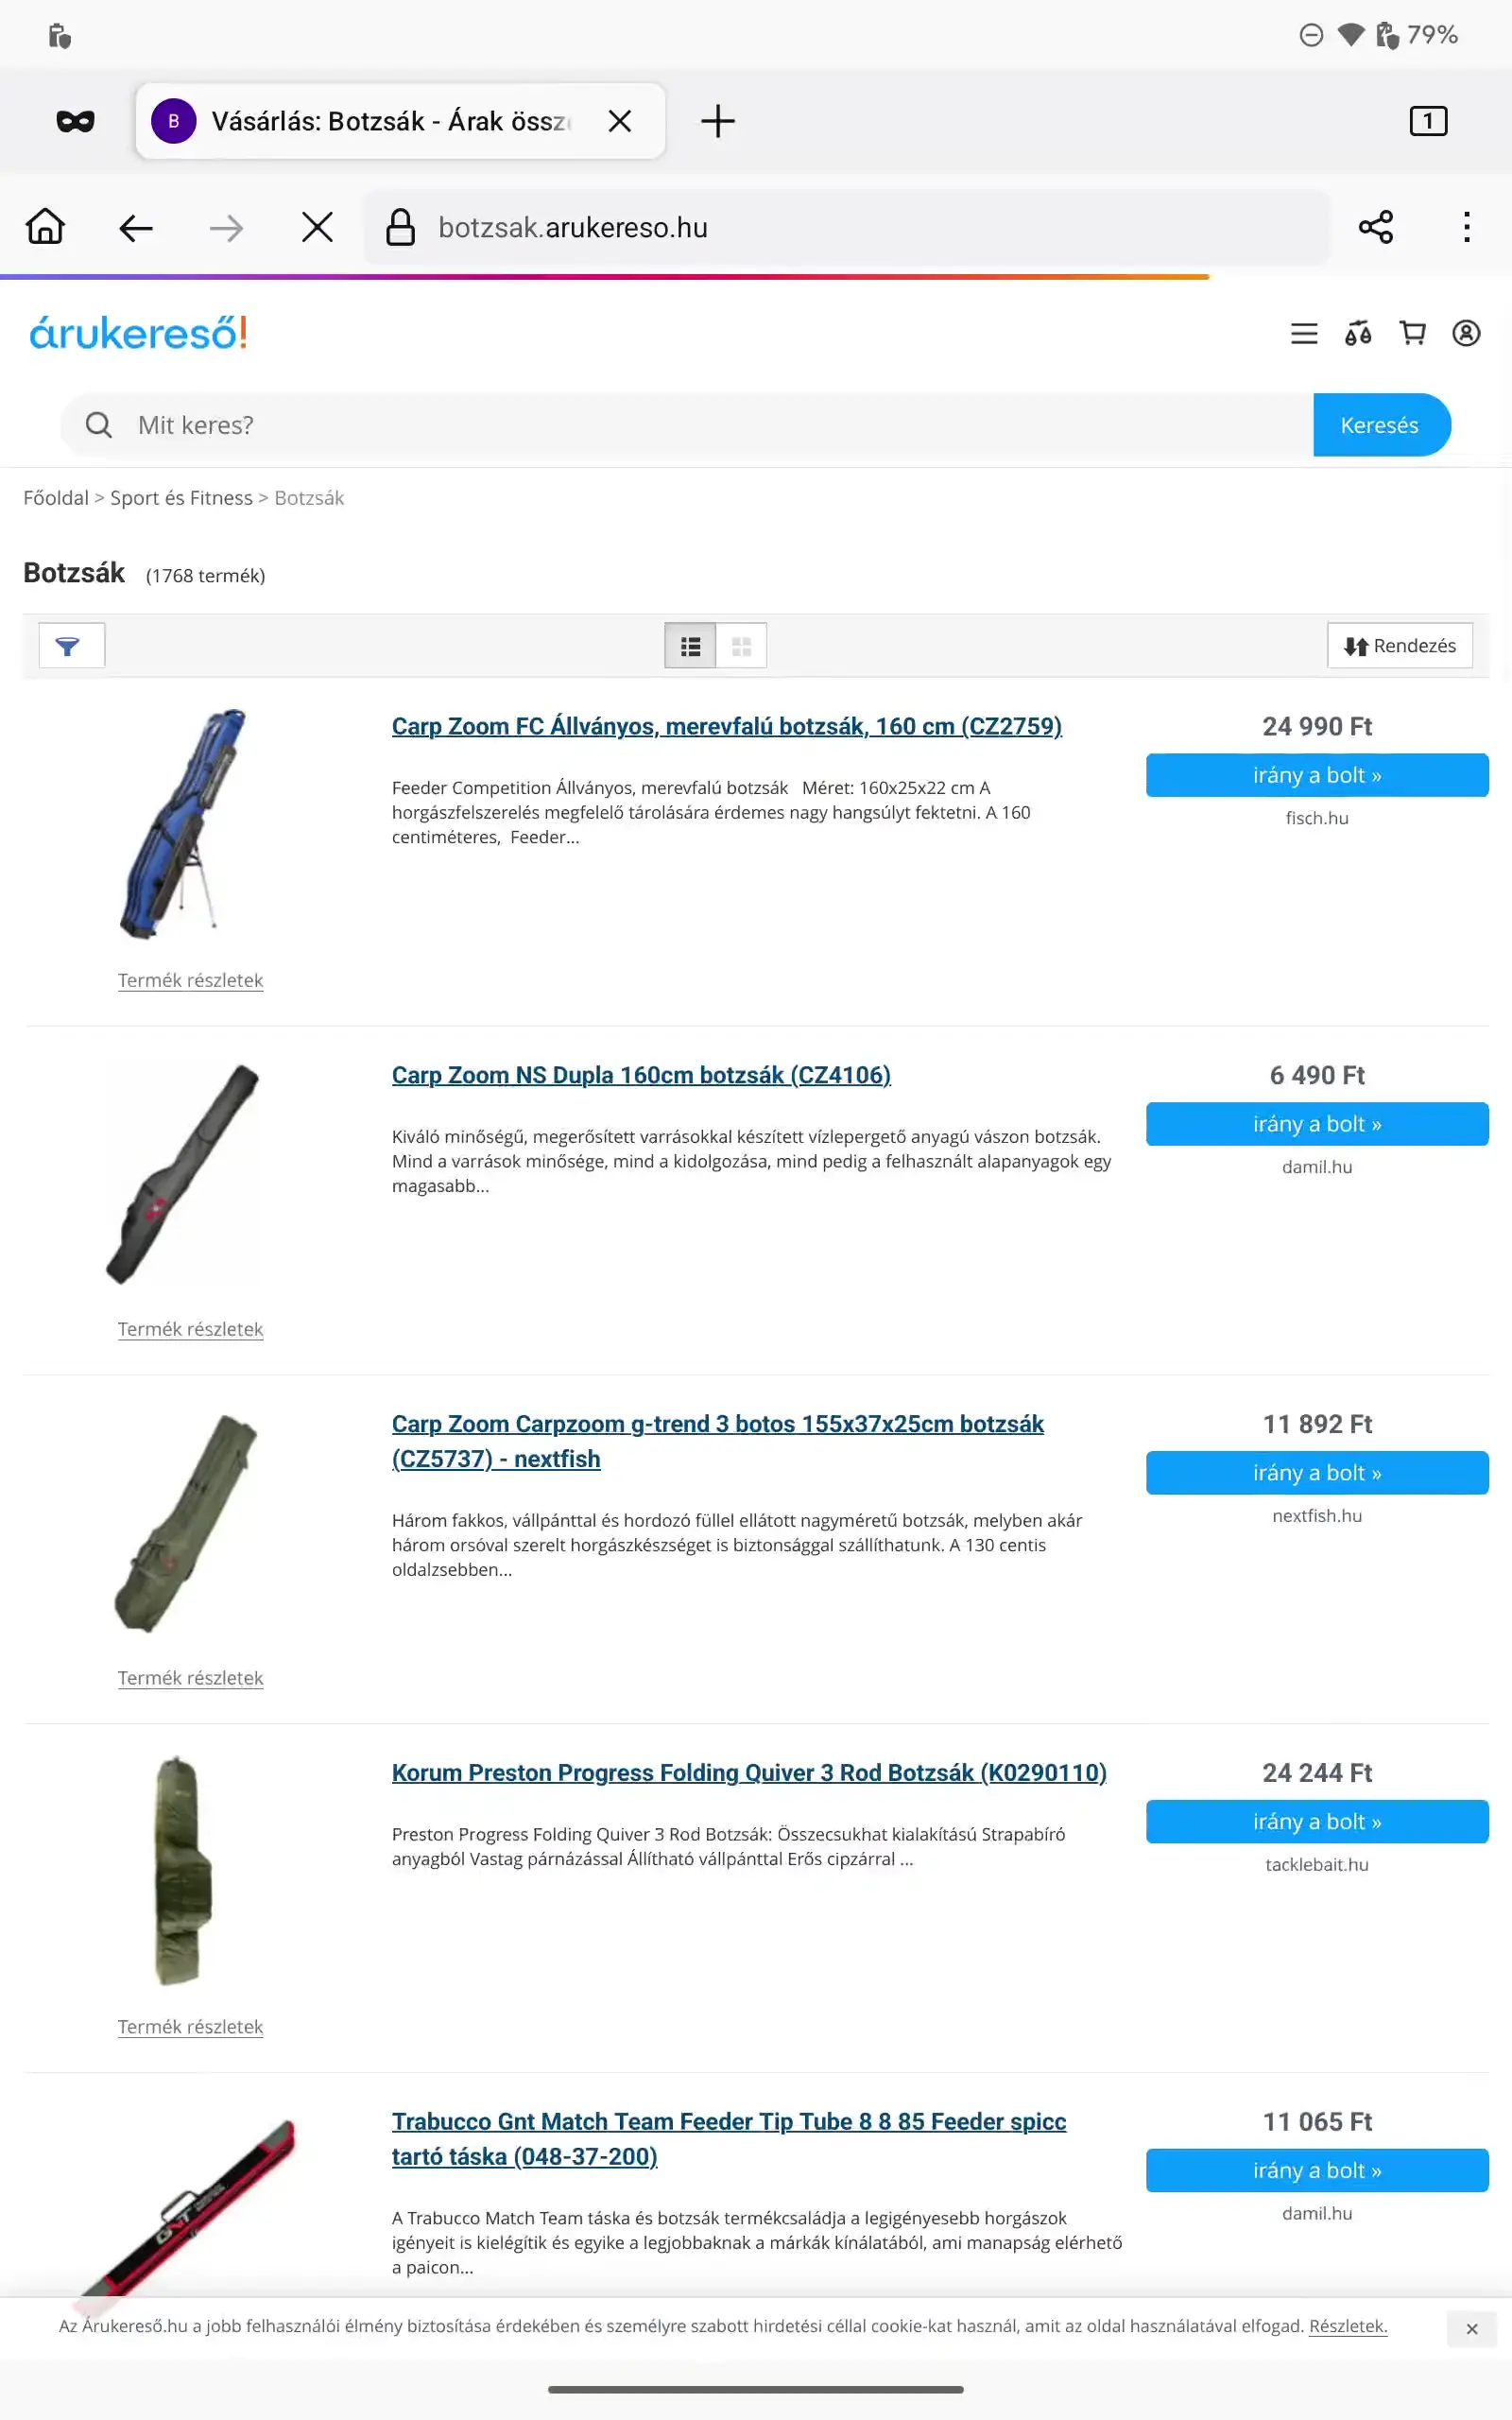 79%
B Vásárlás: Botzsák - Árak össz
1
botzsak.arukereso.hu
árukereső!
Mit keres?
Keresés
Főoldal > Sport és Fitness > Botzsák
Botzsák (1768 termék)
Rendezés
Carp Zoom FC Állványos, merevfalú botzsák, 160 cm (CZ2759)
24 990 Ft
irány a bolt »
fisch.hu
Feeder Competition Állványos, merevfalú botzsák   Méret: 160x25x22 cm A
horgászfelszerelés megfelelő tárolására érdemes nagy hangsúlyt fektetni. A 160
centiméteres,  Feeder...
Termék részletek
Carp Zoom NS Dupla 160cm botzsák (CZ4106)
6 490 Ft
irány a bolt »
damil.hu
Kiváló minőségű, megerősített varrásokkal készített vízlepergető anyagú vászon botzsák.
Mind a varrások minősége, mind a kidolgozása, mind pedig a felhasznált alapanyagok egy
magasabb...
Termék részletek
Carp Zoom Carpzoom g-trend 3 botos 155x37x25cm botzsák
(CZ5737) - nextfish
11 892 Ft
irány a bolt »
nextfish.hu
Három fakkos, vállpánttal és hordozó füllel ellátott nagyméretű botzsák, melyben akár
három orsóval szerelt horgászkészséget is biztonsággal szállíthatunk. A 130 centis
oldalzsebben...
Termék részletek
Korum Preston Progress Folding Quiver 3 Rod Botzsák (K0290110)
24 244 Ft
irány a bolt »
tacklebait.hu
Preston Progress Folding Quiver 3 Rod Botzsák: Összecsukhat kialakítású Strapabíró
anyagból Vastag párnázással Állítható vállpánttal Erős cipzárral ...
Termék részletek
GNT
Trabucco Gnt Match Team Feeder Tip Tube 8 8 85 Feeder spicc
tartó táska (048-37-200)
11 065 Ft
irány a bolt »
damil.hu
A Trabucco Match Team táska és botzsák termékcsaládja a legigényesebb horgászok
igényeit is kielégítik és egyike a legjobbaknak a márkák kínálatából, ami manapság elérhető
a paicon...
Az Árukereső.hu a jobb felhasználói élmény biztosítása érdekében és személyre szabott hirdetési céllal cookie-kat használ, amit az oldal használatával elfogad. Részletek.